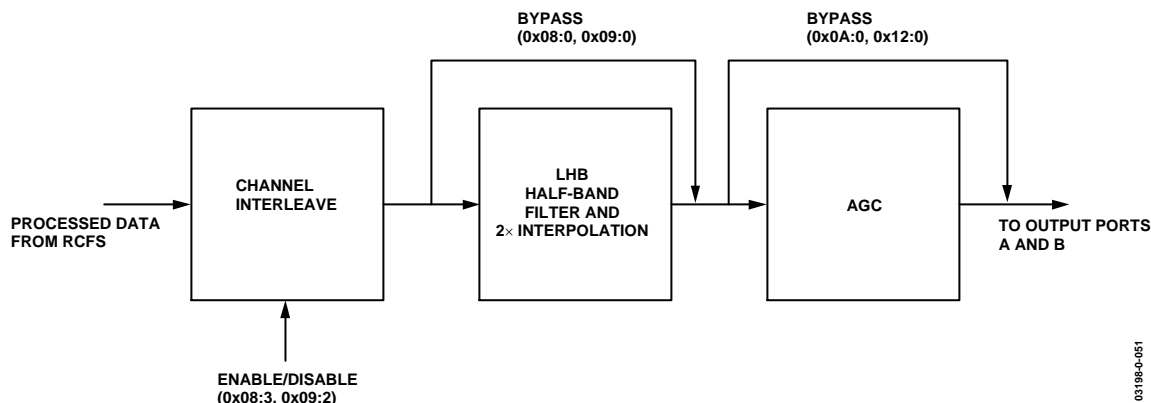 BYPASS
(0x08:0, 0x09:0)
BYPASS
(0x0A:0, 0x12:0)
CHANNEL
INTERLEAVE
LHB
HALF-BAND
FILTER AND
2× INTERPOLATION
AGC
PROCESSED DATA
FROM RCFS
TO OUTPUT PORTS
A AND B
ENABLE/DISABLE
(0x08:3, 0x09:2)
03198-0-051